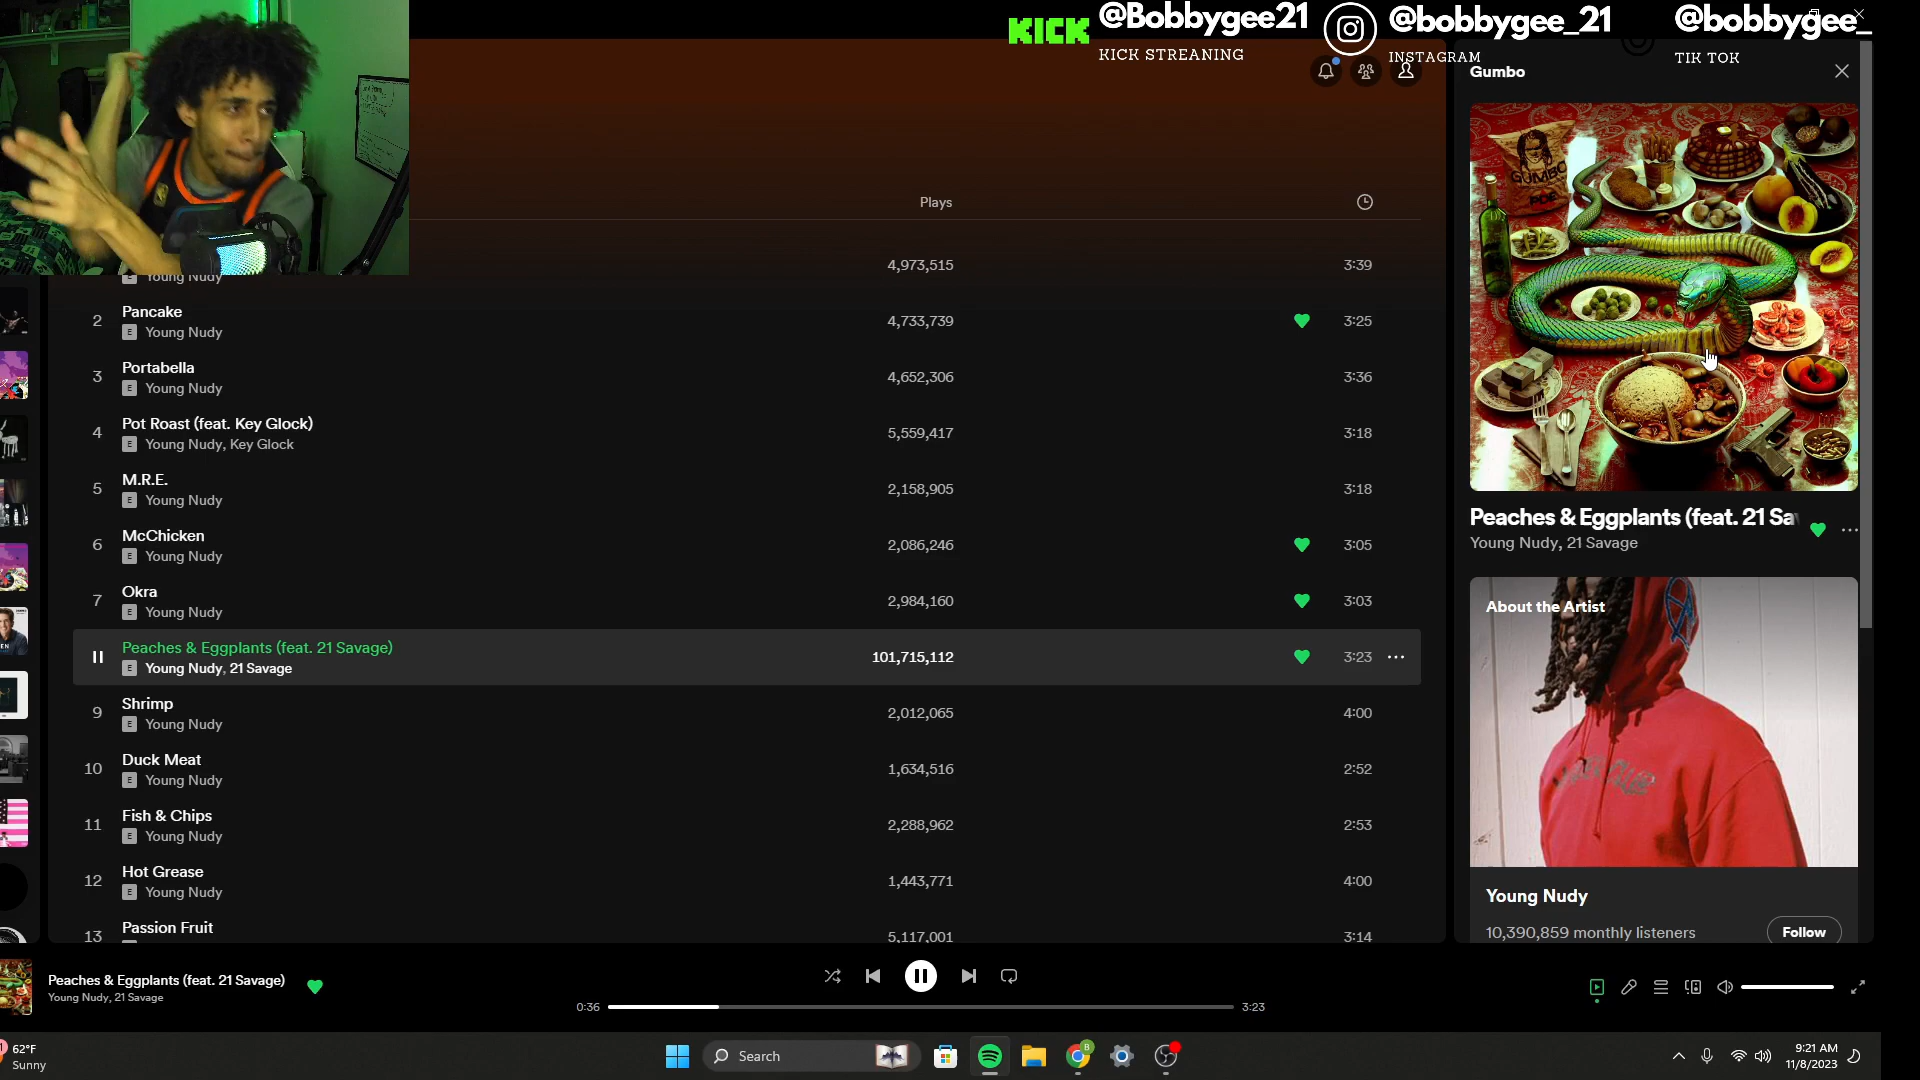 KICK @Bobbygee21 @bobbygee_21 @bobbygee_
KICK STREAMING INSTAGRAM TIK TOK
Gumbo
Plays
4,973,515 3:39
E Young Nudy
2 Pancake 4,733,739 3:25
E Young Nudy
3 Portabella 4,652,306 3:36
E Young Nudy
4 Pot Roast (feat. Key Glock) 5,559,417 3:18
E Young Nudy, Key Glock
5 M.R.E. 2,158,905 3:18
E Young Nudy
6 McChicken 2,086,246 3:05
E Young Nudy
7 Okra 2,984,160 3:03
E Young Nudy
Peaches & Eggplants (feat. 21 Savage) 101,715,112 3:23
E Young Nudy, 21 Savage
9 Shrimp 2,012,065 4:00
E Young Nudy
10 Duck Meat 1,634,516 2:52
E Young Nudy
11 Fish & Chips 2,288,962 2:53
E Young Nudy
12 Hot Grease 1,443,771 4:00
E Young Nudy
13 Passion Fruit 5,117,001 3:14
GUMBO
Peaches & Eggplants (feat. 21 Sa
Young Nudy, 21 Savage
About the Artist
Young Nudy
10,390,859 monthly listeners Follow
Peaches & Eggplants (feat. 21 Savage)
Young Nudy, 21 Savage
0:36 3:23
1 62°F
Sunny
Search
B
9:21 AM
11/8/2023